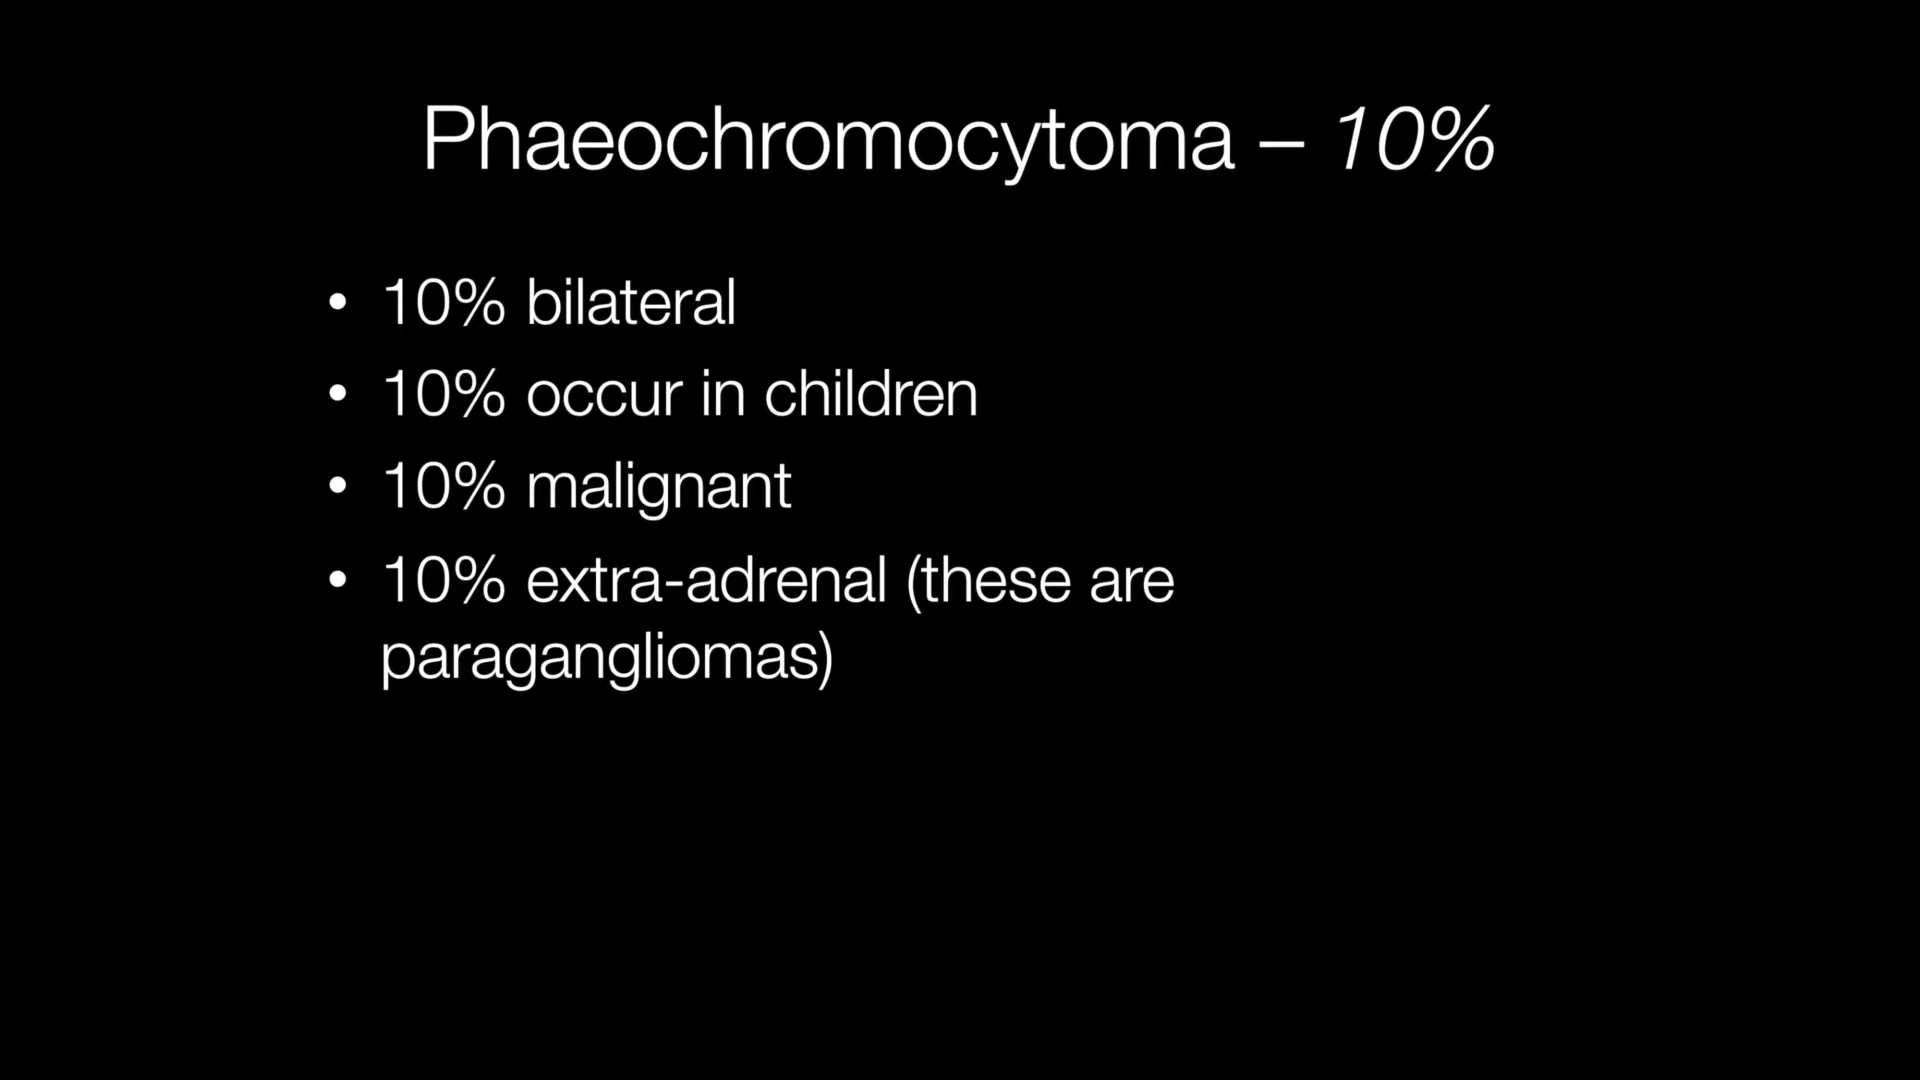 Phaeochromocytoma – 10%
• 10% bilateral
• 10% occur in children
• 10% malignant
• 10% extra-adrenal (these are
paragangliomas)